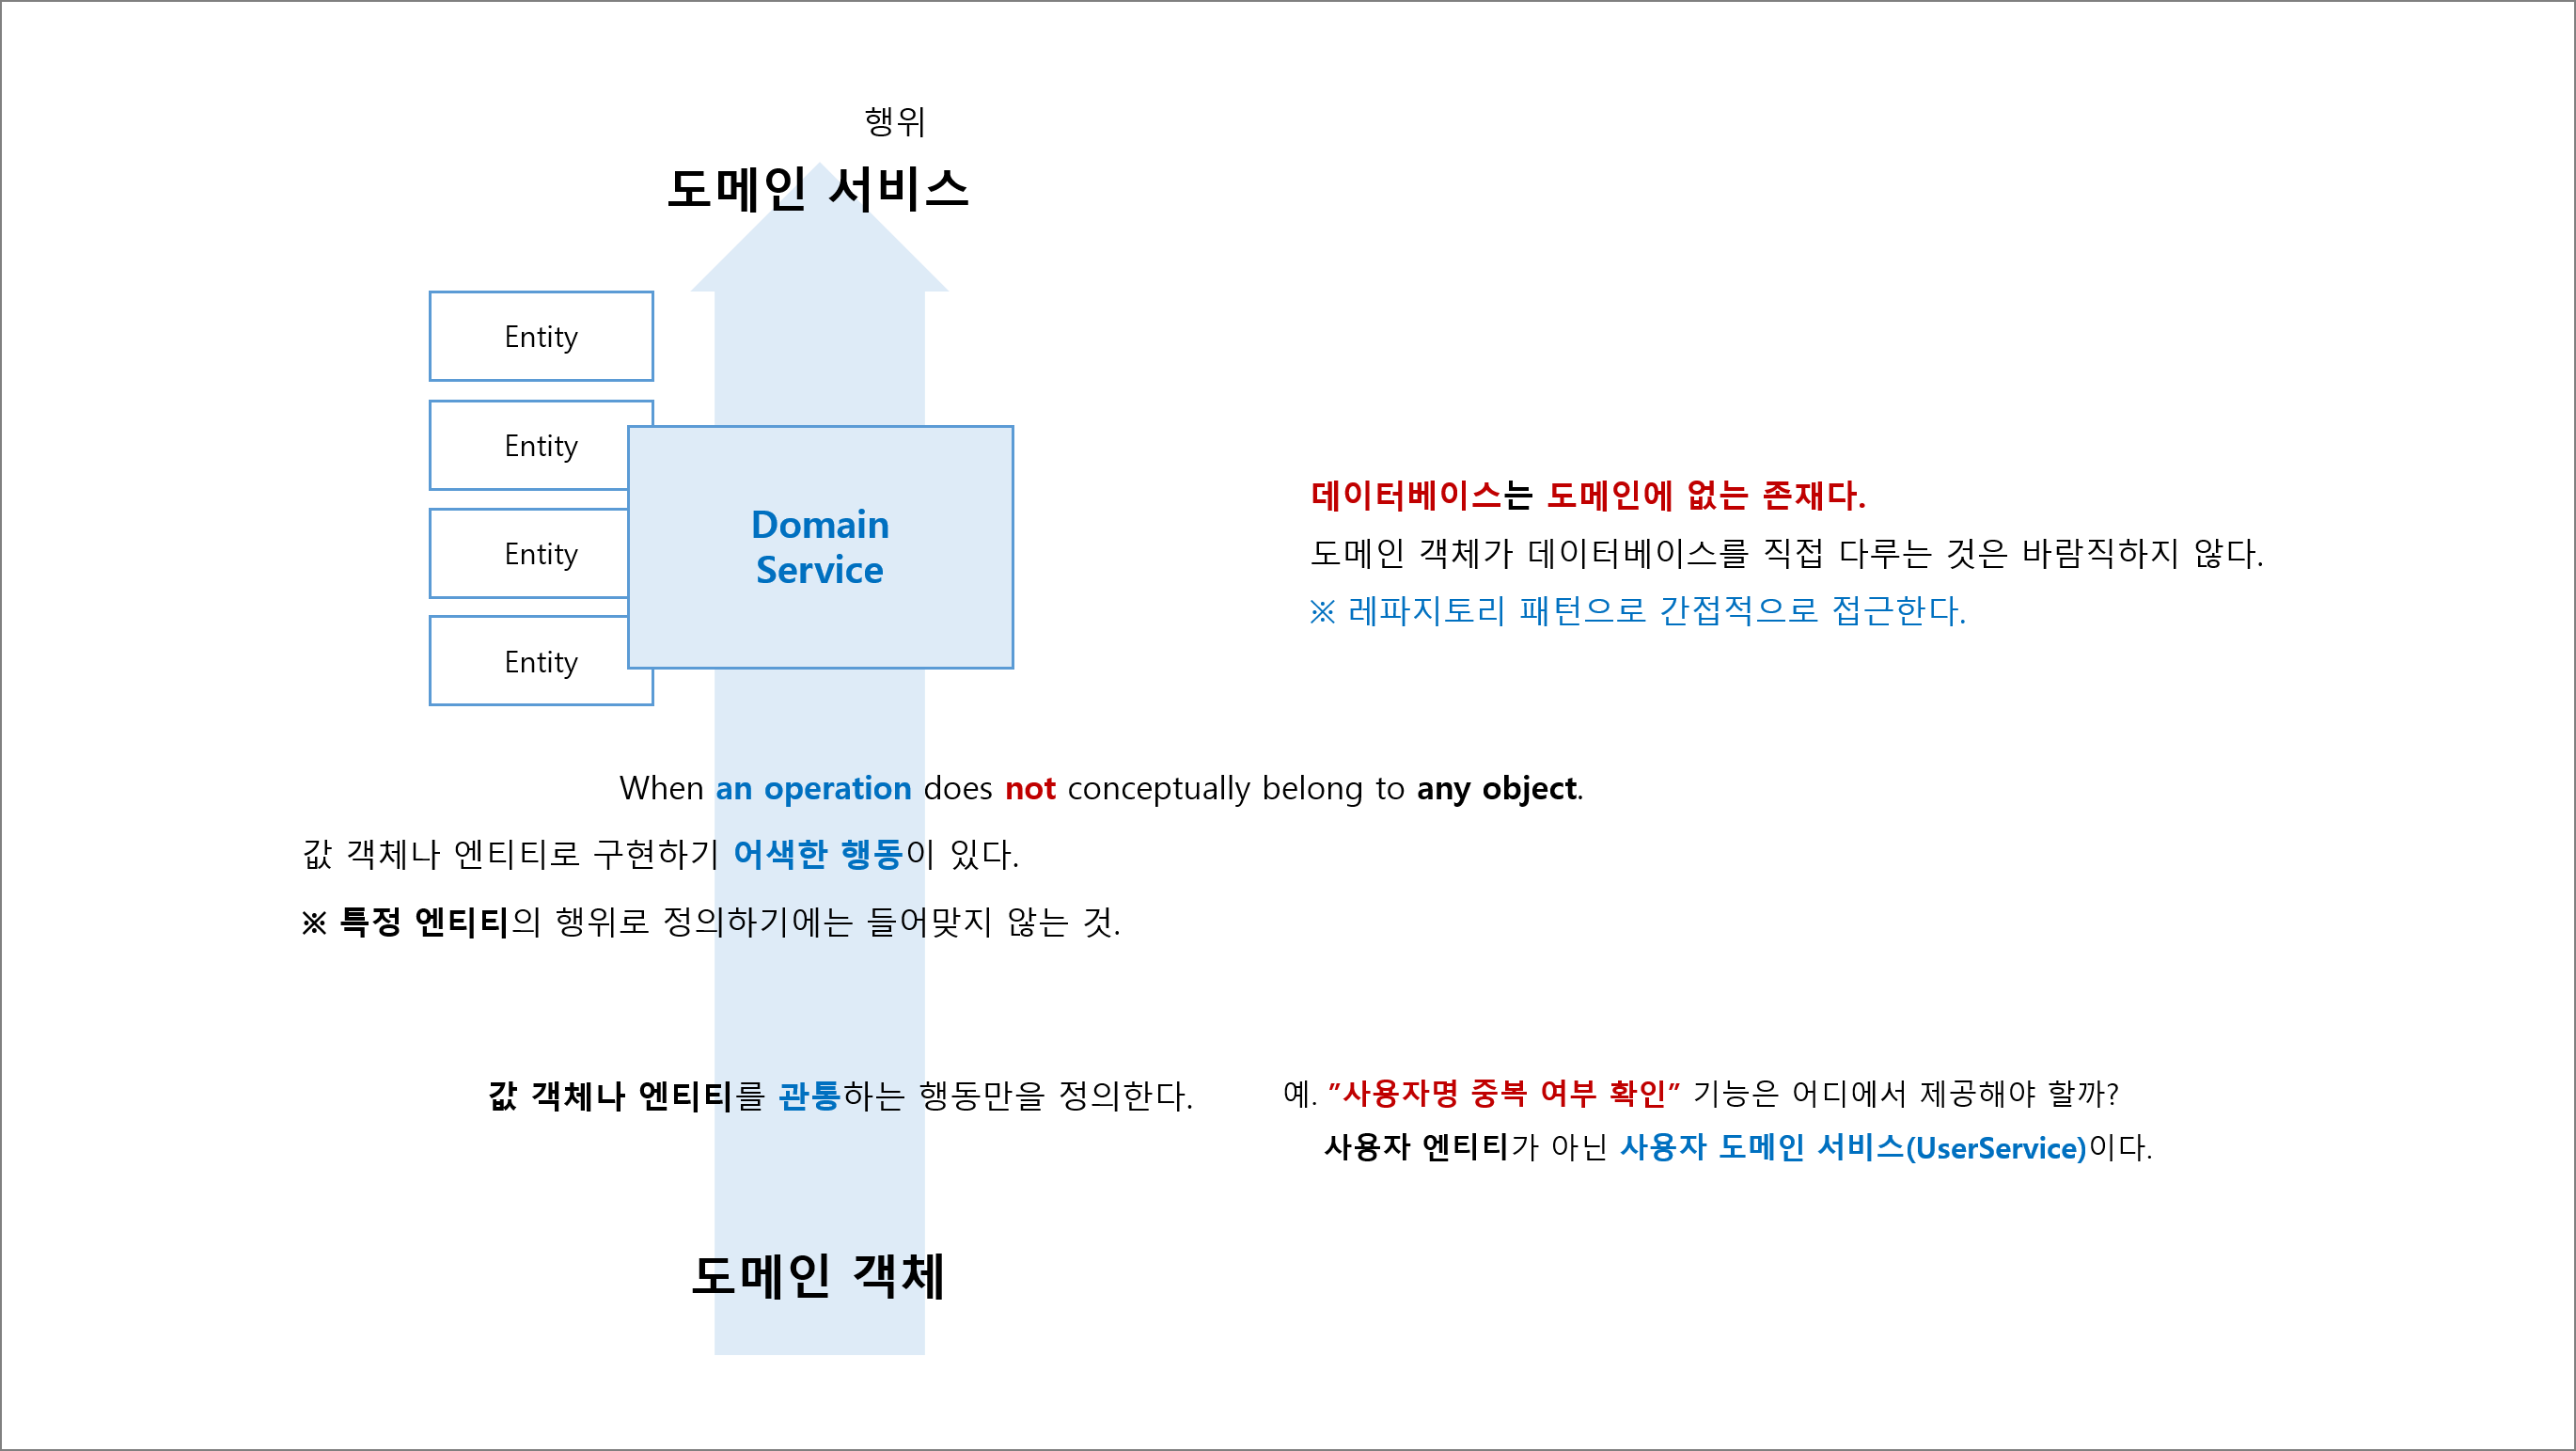 행위
도메인 서비스
Entity
Entity
Entity
Entity
Domain
Service
데이터베이스는 도메인에 없는 존재다.
도메인 객체가 데이터베이스를 직접 다루는 것은 바람직하지 않다.
※ 레파지토리 패턴으로 간접적으로 접근한다.
When an operation does not conceptually belong to any object.
값 객체나 엔티티로 구현하기 어색한 행동이 있다.
※ 특정 엔티티의 행위로 정의하기에는 들어맞지 않는 것.
값 객체나 엔티티를 관통하는 행동만을 정의한다.
예. ”사용자명 중복 여부 확인” 기능은 어디에서 제공해야 할까?
사용자 엔티티가 아닌 사용자 도메인 서비스(UserService)이다.
도메인 객체